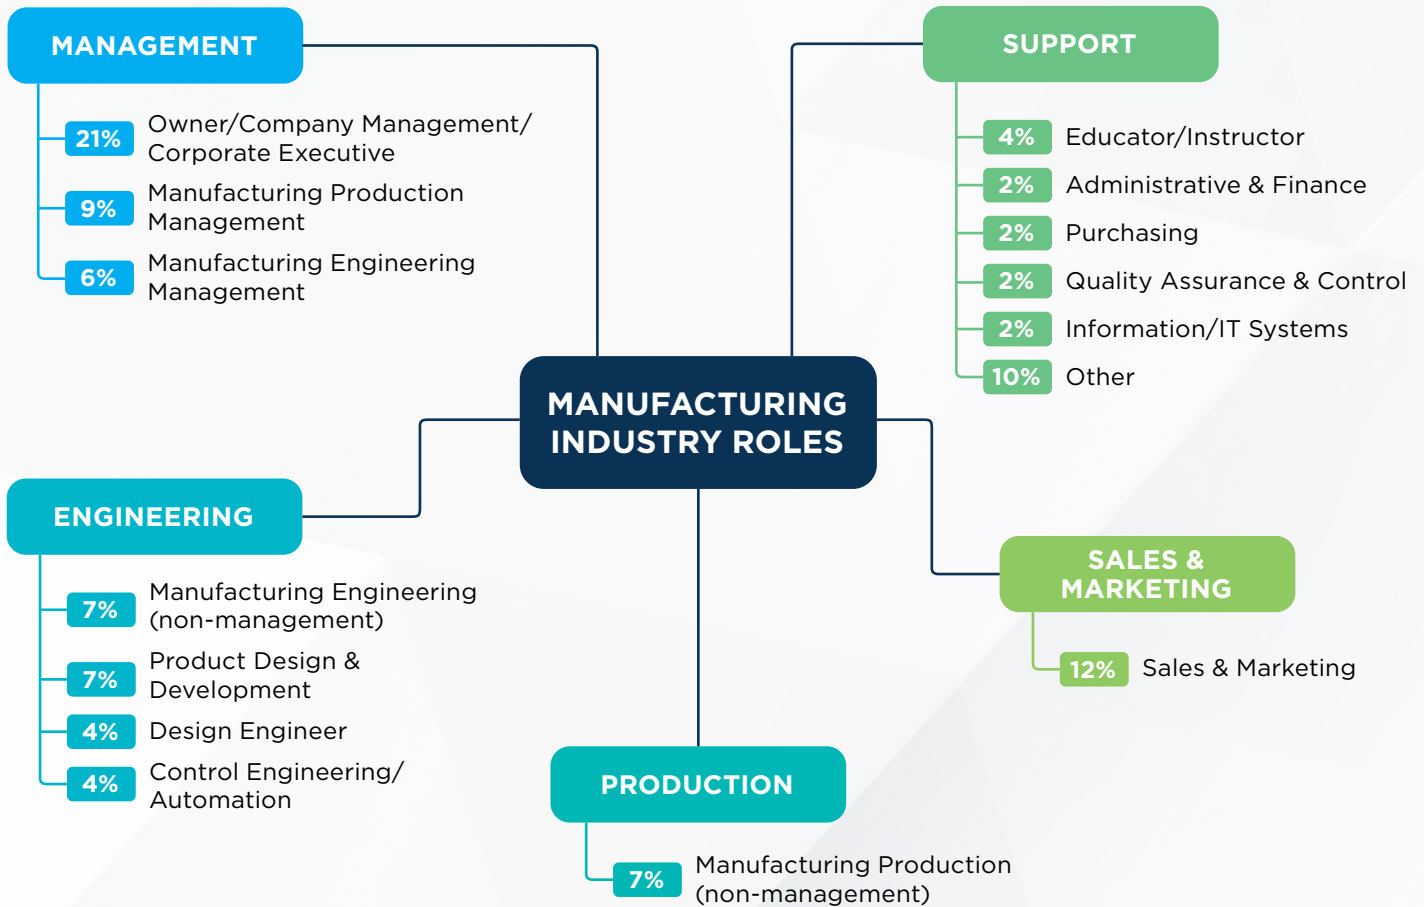 MANAGEMENT
21%
Owner/Company Management/
Corporate Executive
9%
Manufacturing Production
Management
6%
Manufacturing Engineering
Management
SUPPORT
4%
Educator/Instructor
2%
Administrative & Finance
2%
Purchasing
2%
Quality Assurance & Control
2%
Information/IT Systems
10%
Other
MANUFACTURING
INDUSTRY ROLES
ENGINEERING
7%
Manufacturing Engineering
(non-management)
7%
Product Design &
Development
4%
Design Engineer
4%
Control Engineering/
Automation
SALES &
MARKETING
12%
Sales & Marketing
PRODUCTION
7%
Manufacturing Production
(non-management)